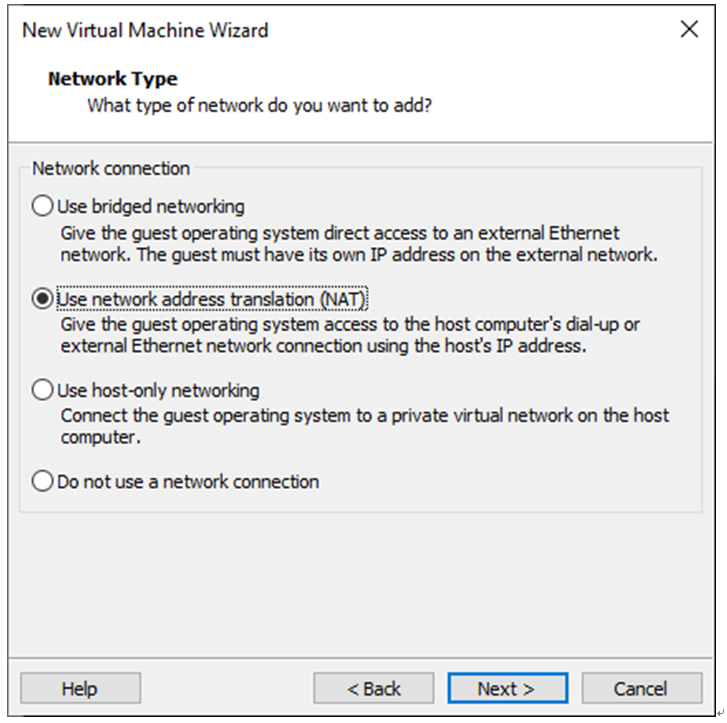 New Virtual Machine Wizard
Network Type
What type of network do you want to add?
Network connection
Use bridged networking
Give the guest operating system direct access to an external Ethernet
network. The guest must have its own IP address on the external network.
Use network address translation (NAT)
Give the guest operating system access to the host computer's dial-up or
external Ethernet network connection using the host's IP address.
Use host-only networking
Connect the guest operating system to a private virtual network on the host
computer.
Do not use a network connection
Help
< Back
Next >
Cancel